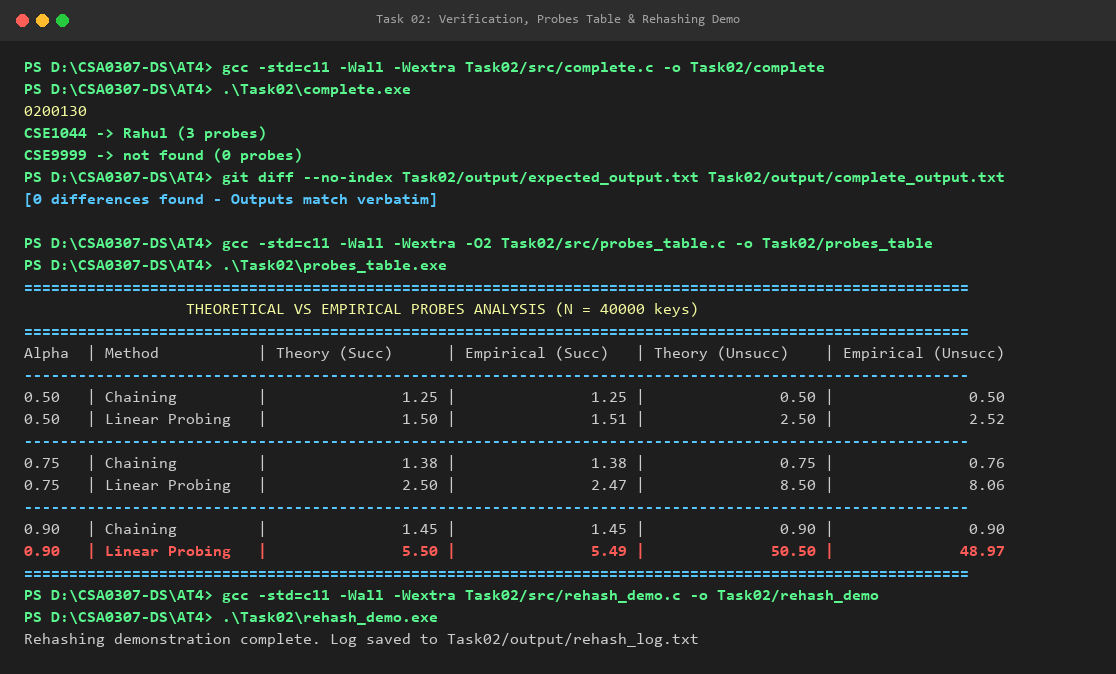 Task 02: Verification, Probes Table & Rehashing Demo
PS D:\CSA0307-DS\AT4> gcc -std=c11 -Wall -Wextra Task02/src/complete.c -o Task02/complete
PS D:\CSA0307-DS\AT4> .\Task02\complete.exe
0200130
CSE1044 -> Rahul (3 probes)
CSE9999 -> not found (0 probes)
PS D:\CSA0307-DS\AT4> git diff --no-index Task02/output/expected_output.txt Task02/output/complete_output.txt
[0 differences found - Outputs match verbatim]
PS D:\CSA0307-DS\AT4> gcc -std=c11 -Wall -Wextra -O2 Task02/src/probes_table.c -o Task02/probes_table
PS D:\CSA0307-DS\AT4> .\Task02\probes_table.exe
=========================================================================================================
                  THEORETICAL VS EMPIRICAL PROBES ANALYSIS (N = 40000 keys)
=========================================================================================================
Alpha  | Method           | Theory (Succ)      | Empirical (Succ)   | Theory (Unsucc)    | Empirical (Unsucc)
---------------------------------------------------------------------------------------------------------
0.50   | Chaining         |               1.25 |               1.25 |               0.50 |               0.50
0.50   | Linear Probing   |               1.50 |               1.51 |               2.50 |               2.52
---------------------------------------------------------------------------------------------------------
0.75   | Chaining         |               1.38 |               1.38 |               0.75 |               0.76
0.75   | Linear Probing   |               2.50 |               2.47 |               8.50 |               8.06
---------------------------------------------------------------------------------------------------------
0.90   | Chaining         |               1.45 |               1.45 |               0.90 |               0.90
0.90   | Linear Probing   |               5.50 |               5.49 |              50.50 |              48.97
=========================================================================================================
PS D:\CSA0307-DS\AT4> gcc -std=c11 -Wall -Wextra Task02/src/rehash_demo.c -o Task02/rehash_demo
PS D:\CSA0307-DS\AT4> .\Task02\rehash_demo.exe
Rehashing demonstration complete. Log saved to Task02/output/rehash_log.txt